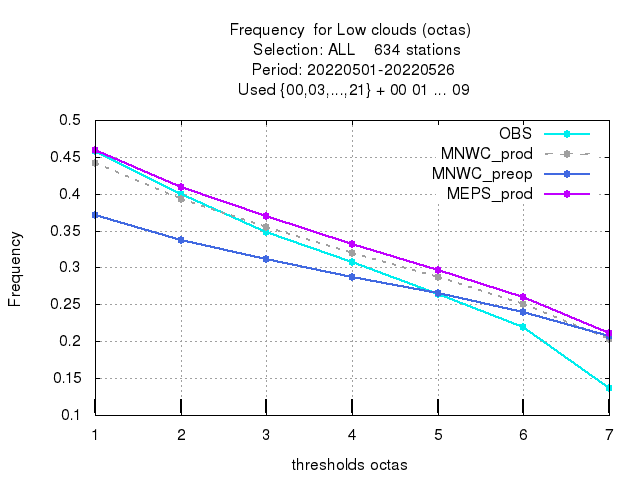 Frequency for Low clouds (octas)
Selection: ALL 634 stations
Period: 20220501-20220526
Used {00,03,...,21} + 00 01 ... 09
OBS
MNWC_prod
MNWC_preop
MEPS_prod
0.5
0.45
0.4
0.35
0.3
0.25
0.2
0.15
0.1
Frequency
1 2 3 4 5 6 7
thresholds octas